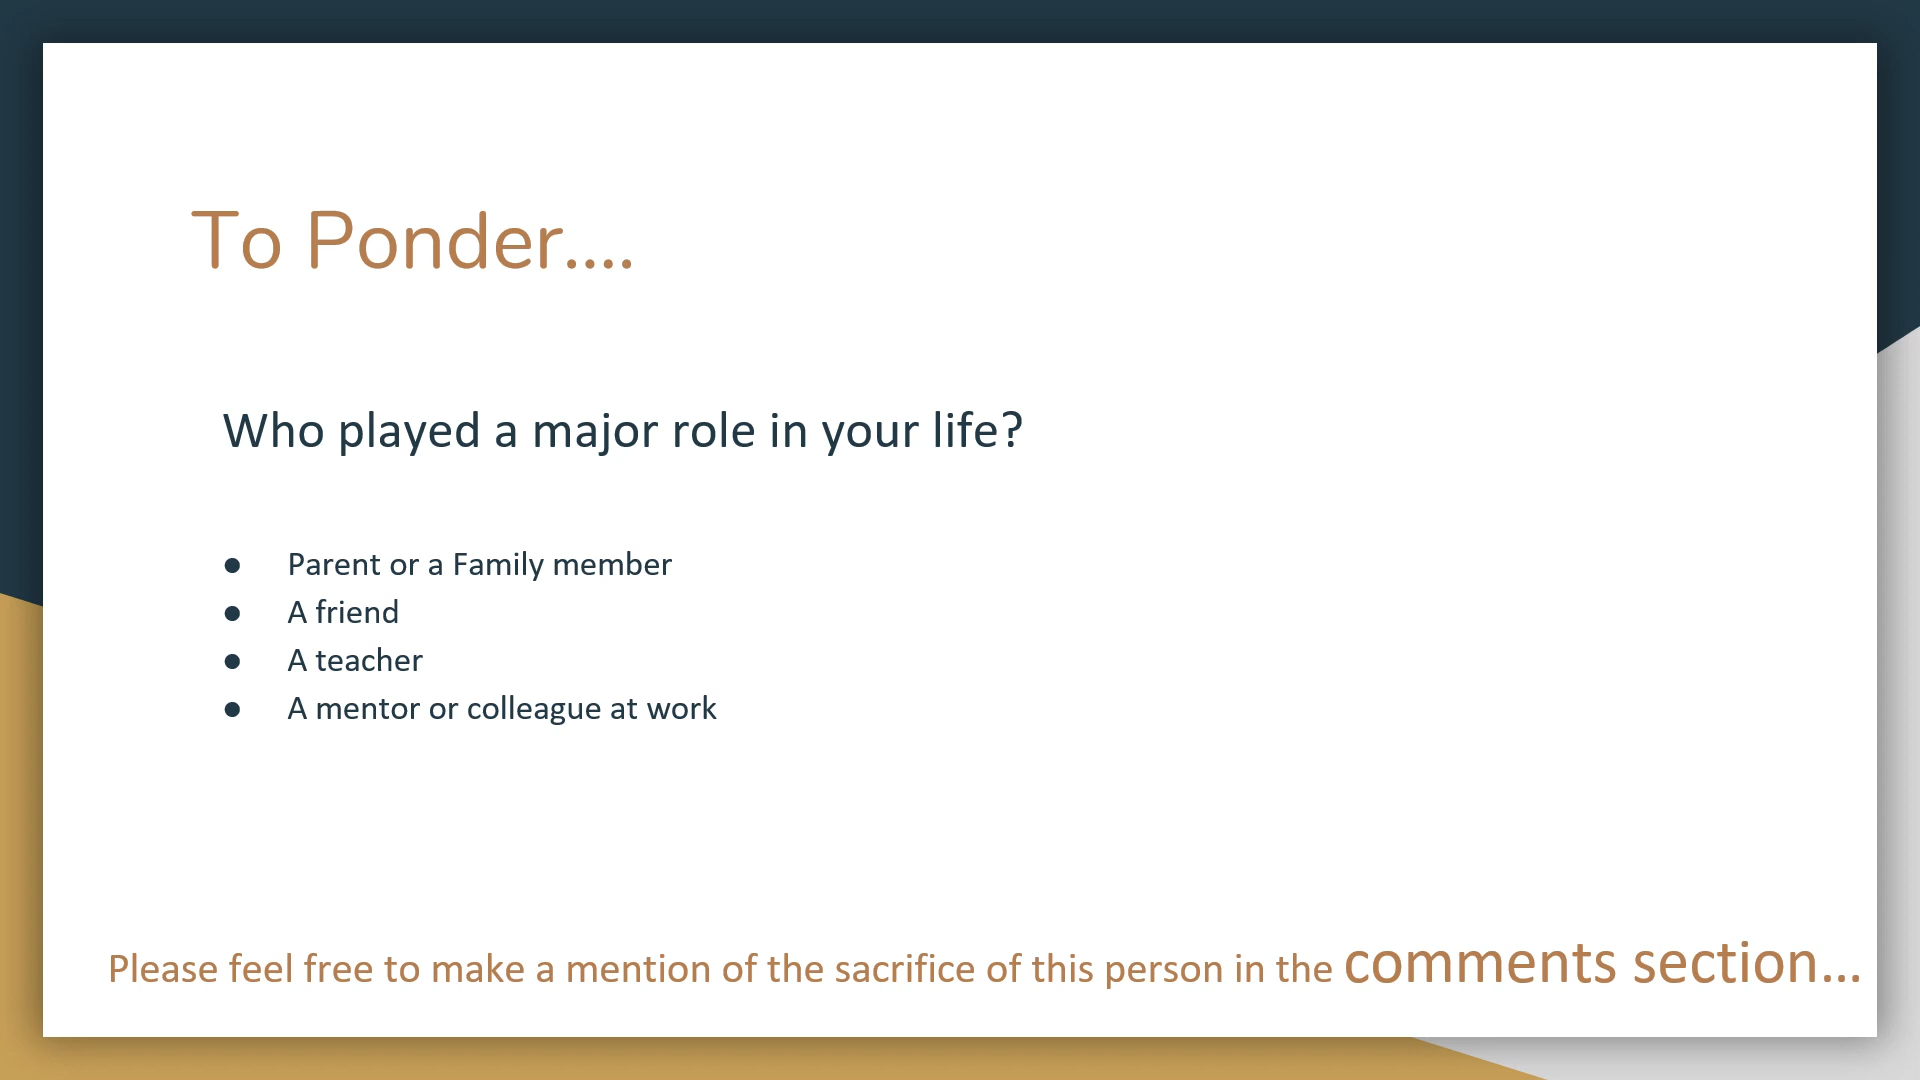 To Ponder....
Who played a major role in your life?
● Parent or a Family member
● A friend
● A teacher
● A mentor or colleague at work
Please feel free to make a mention of the sacrifice of this person in the comments section...